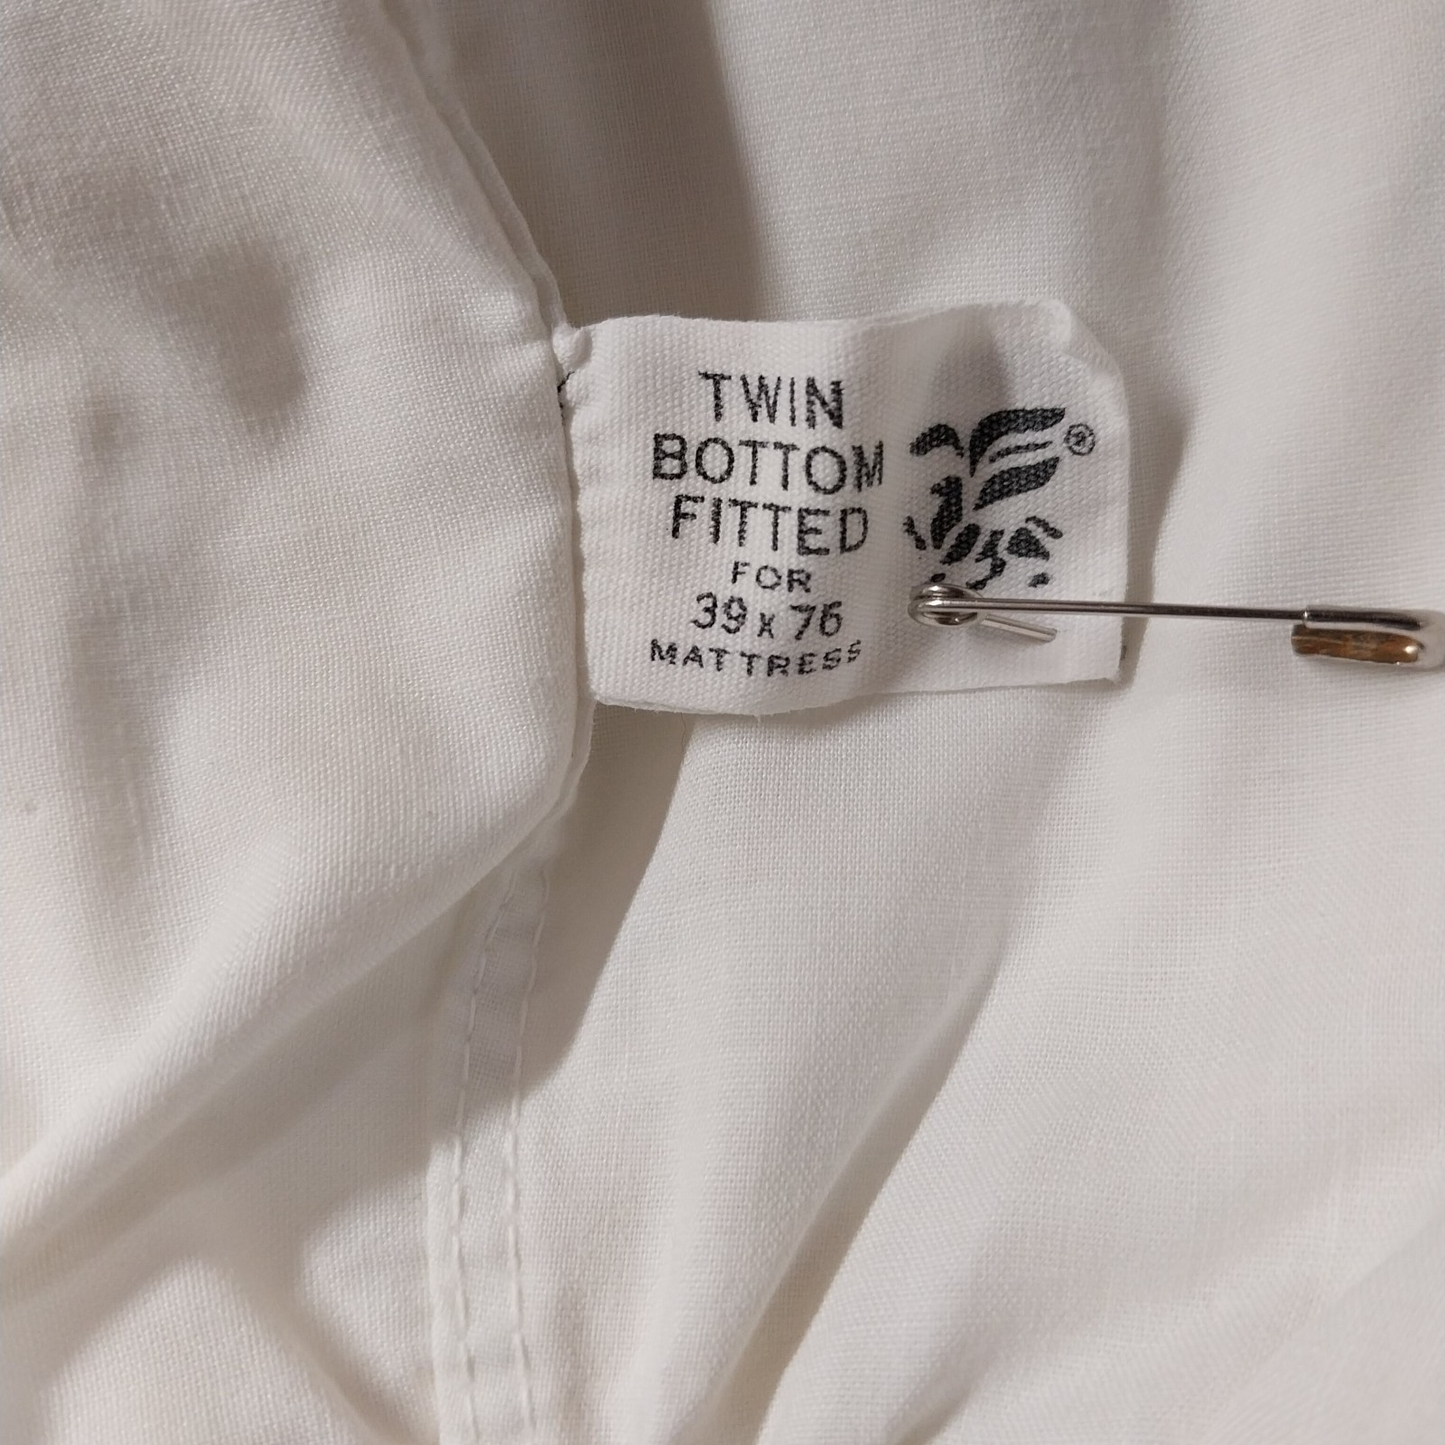 TWIN
BOTTOM
FITTED
FOR
39 x 76
MATTRESS
®